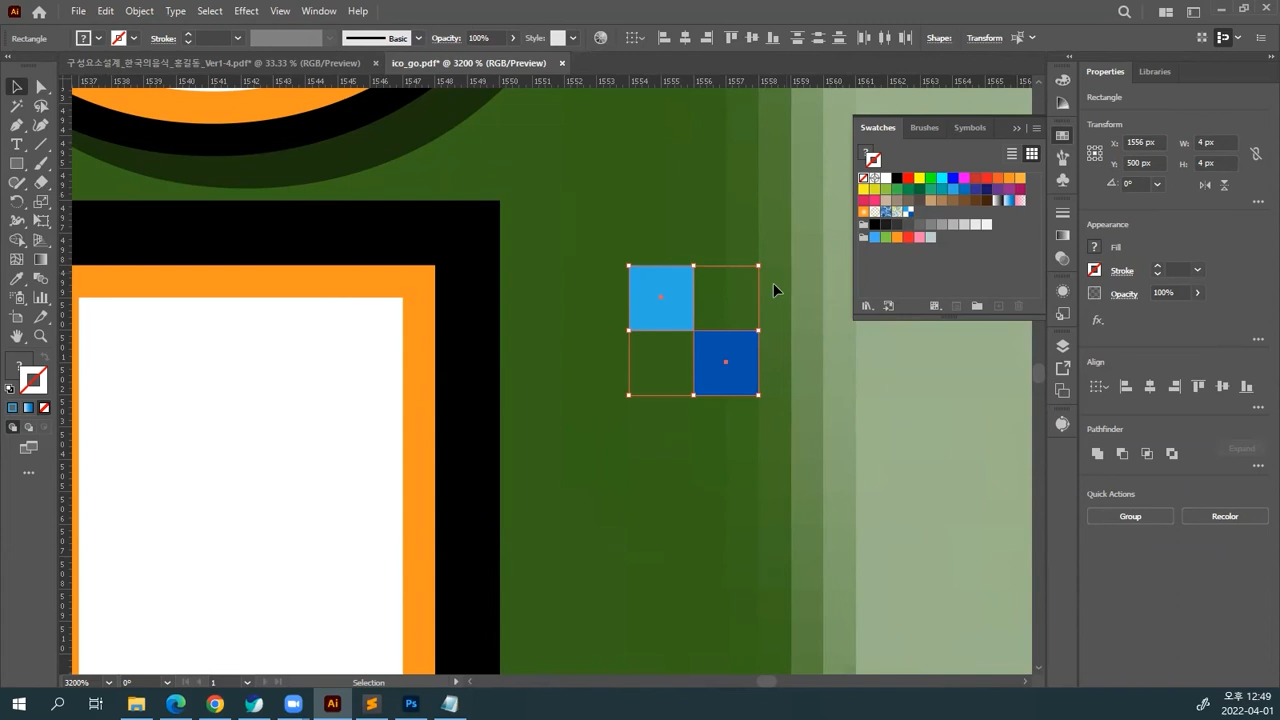 Ai File Edit Object Type Select Effect View Window Help
Rectangle ? Stroke: Basic Opacity: 100% Style: Shape: Transform
구성요소설계_한국의음식_홍길동_Ver1-4.pdf* @ 33.33 % (RGB/Preview) × ico_go.pdf* @ 3200 % (RGB/Preview) ×
1537 1538 1539 1540 1541 1542 1543 1544 1545 1546 1547 1548 1549 1550 1551 1552 1553 1554 1555 1556 1557 1558 1559 1560 1561 1562 1563 1564 156
Properties Libraries
Rectangle
Swatches Brushes Symbols
Transform
X: 1556 px W: 4 px
Y: 500 px H: 4 px
0°
Appearance
? Fill
Stroke
Opacity 100%
fx.
Align
Pathfinder
Expand
Quick Actions
Group Recolor
3200% 0° 1 Selection
Ai Ps 오후 12:49
2022-04-01